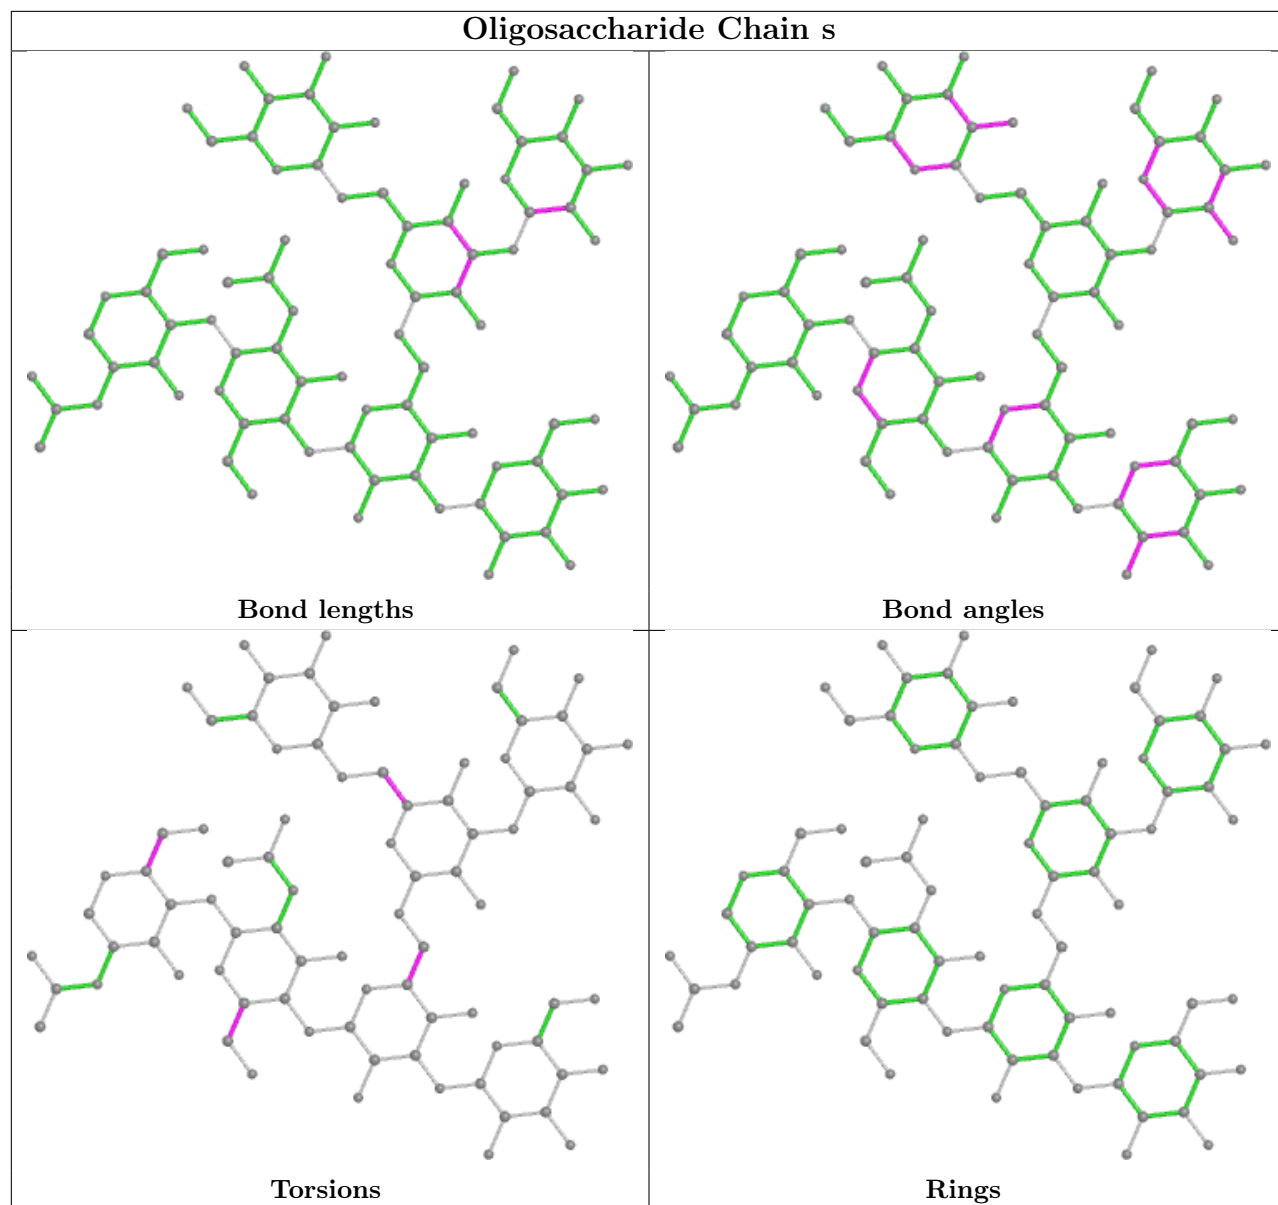 Oligosaccharide Chain s
Bond lengths
Bond angles
Torsions
Rings